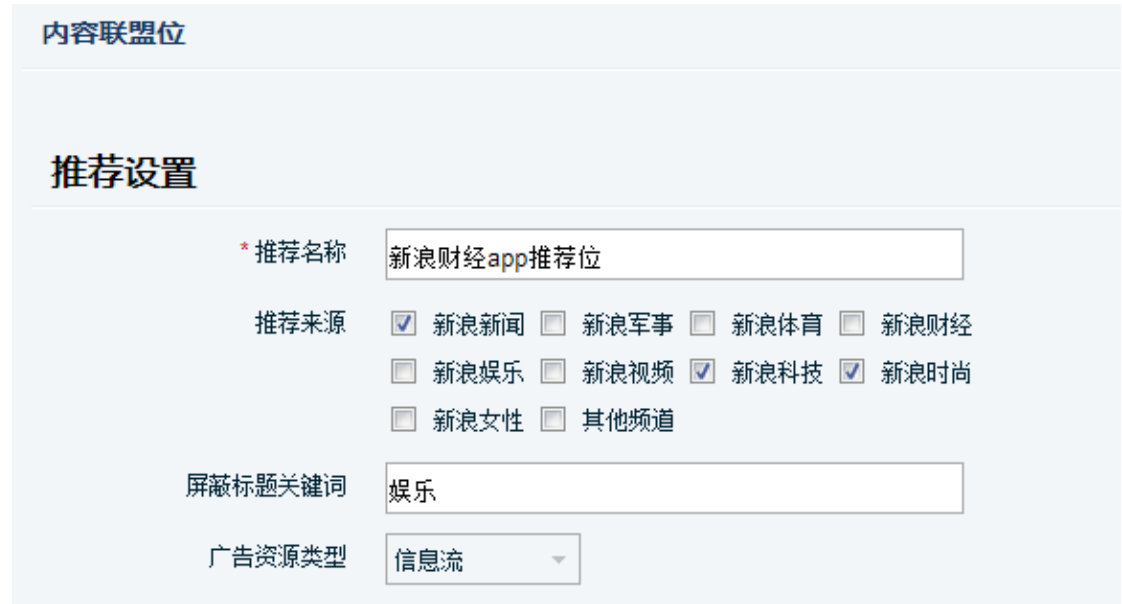 内容联盟位
推荐设置
*推荐名称 新浪财经app推荐位
推荐来源 新浪新闻 新浪军事 新浪体育 新浪财经
新浪娱乐 新浪视频 新浪科技 新浪时尚
新浪女性 其他频道
屏蔽标题关键词 娱乐
广告资源类型 信息流